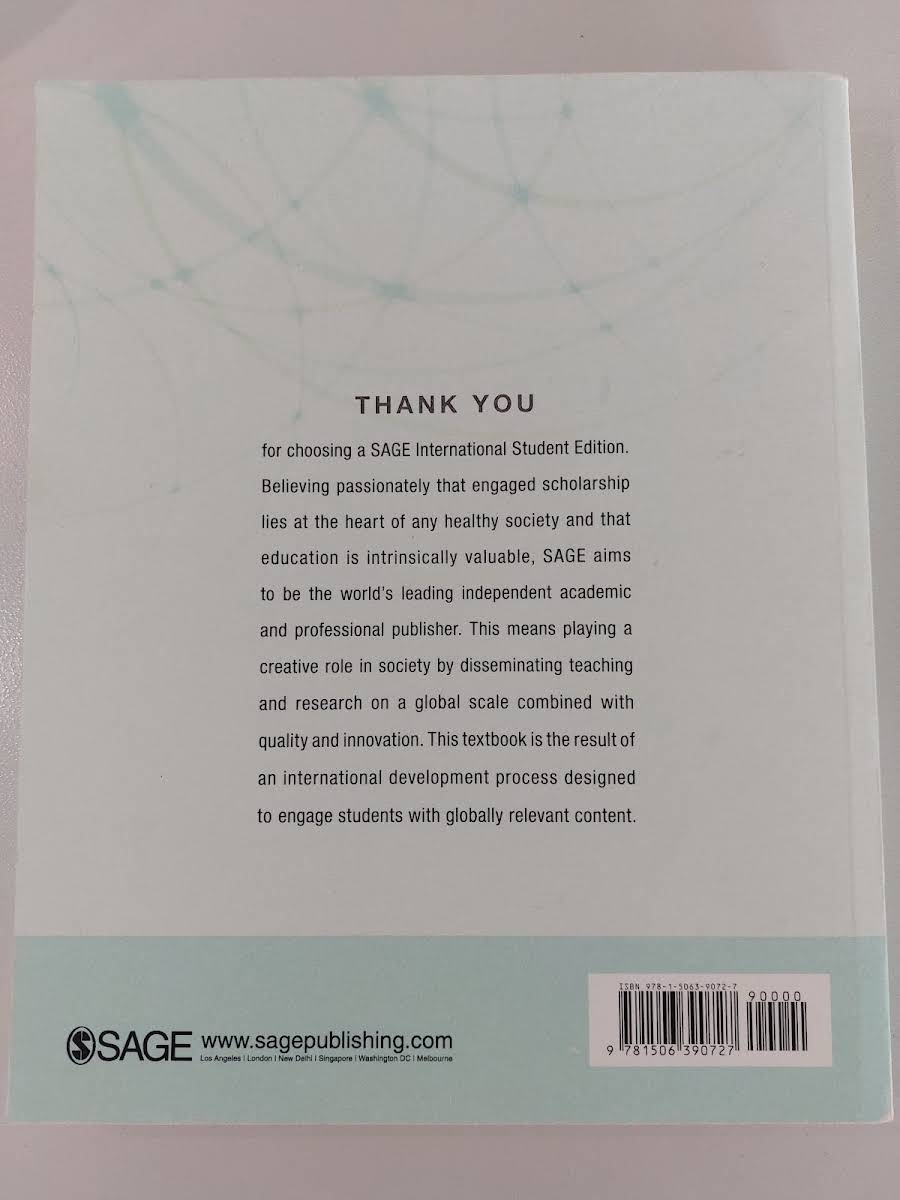 THANK YOU
for choosing a SAGE International Student Edition.
Believing passionately that engaged scholarship
lies at the heart of any healthy society and that
education is intrinsically valuable, SAGE aims
to be the world's leading independent academic
and professional publisher. This means playing a
creative role in society by disseminating teaching
and research on a global scale combined with
quality and innovation. This textbook is the result of
an international development process designed
to engage students with globally relevant content.
SSAGE www.sagepublishing.com
Los Angeles | London | New Delhi | Singapore | Washington DC | Melbourne
ISBN 978-1-5063-9072-7
90000
9 781506 390727